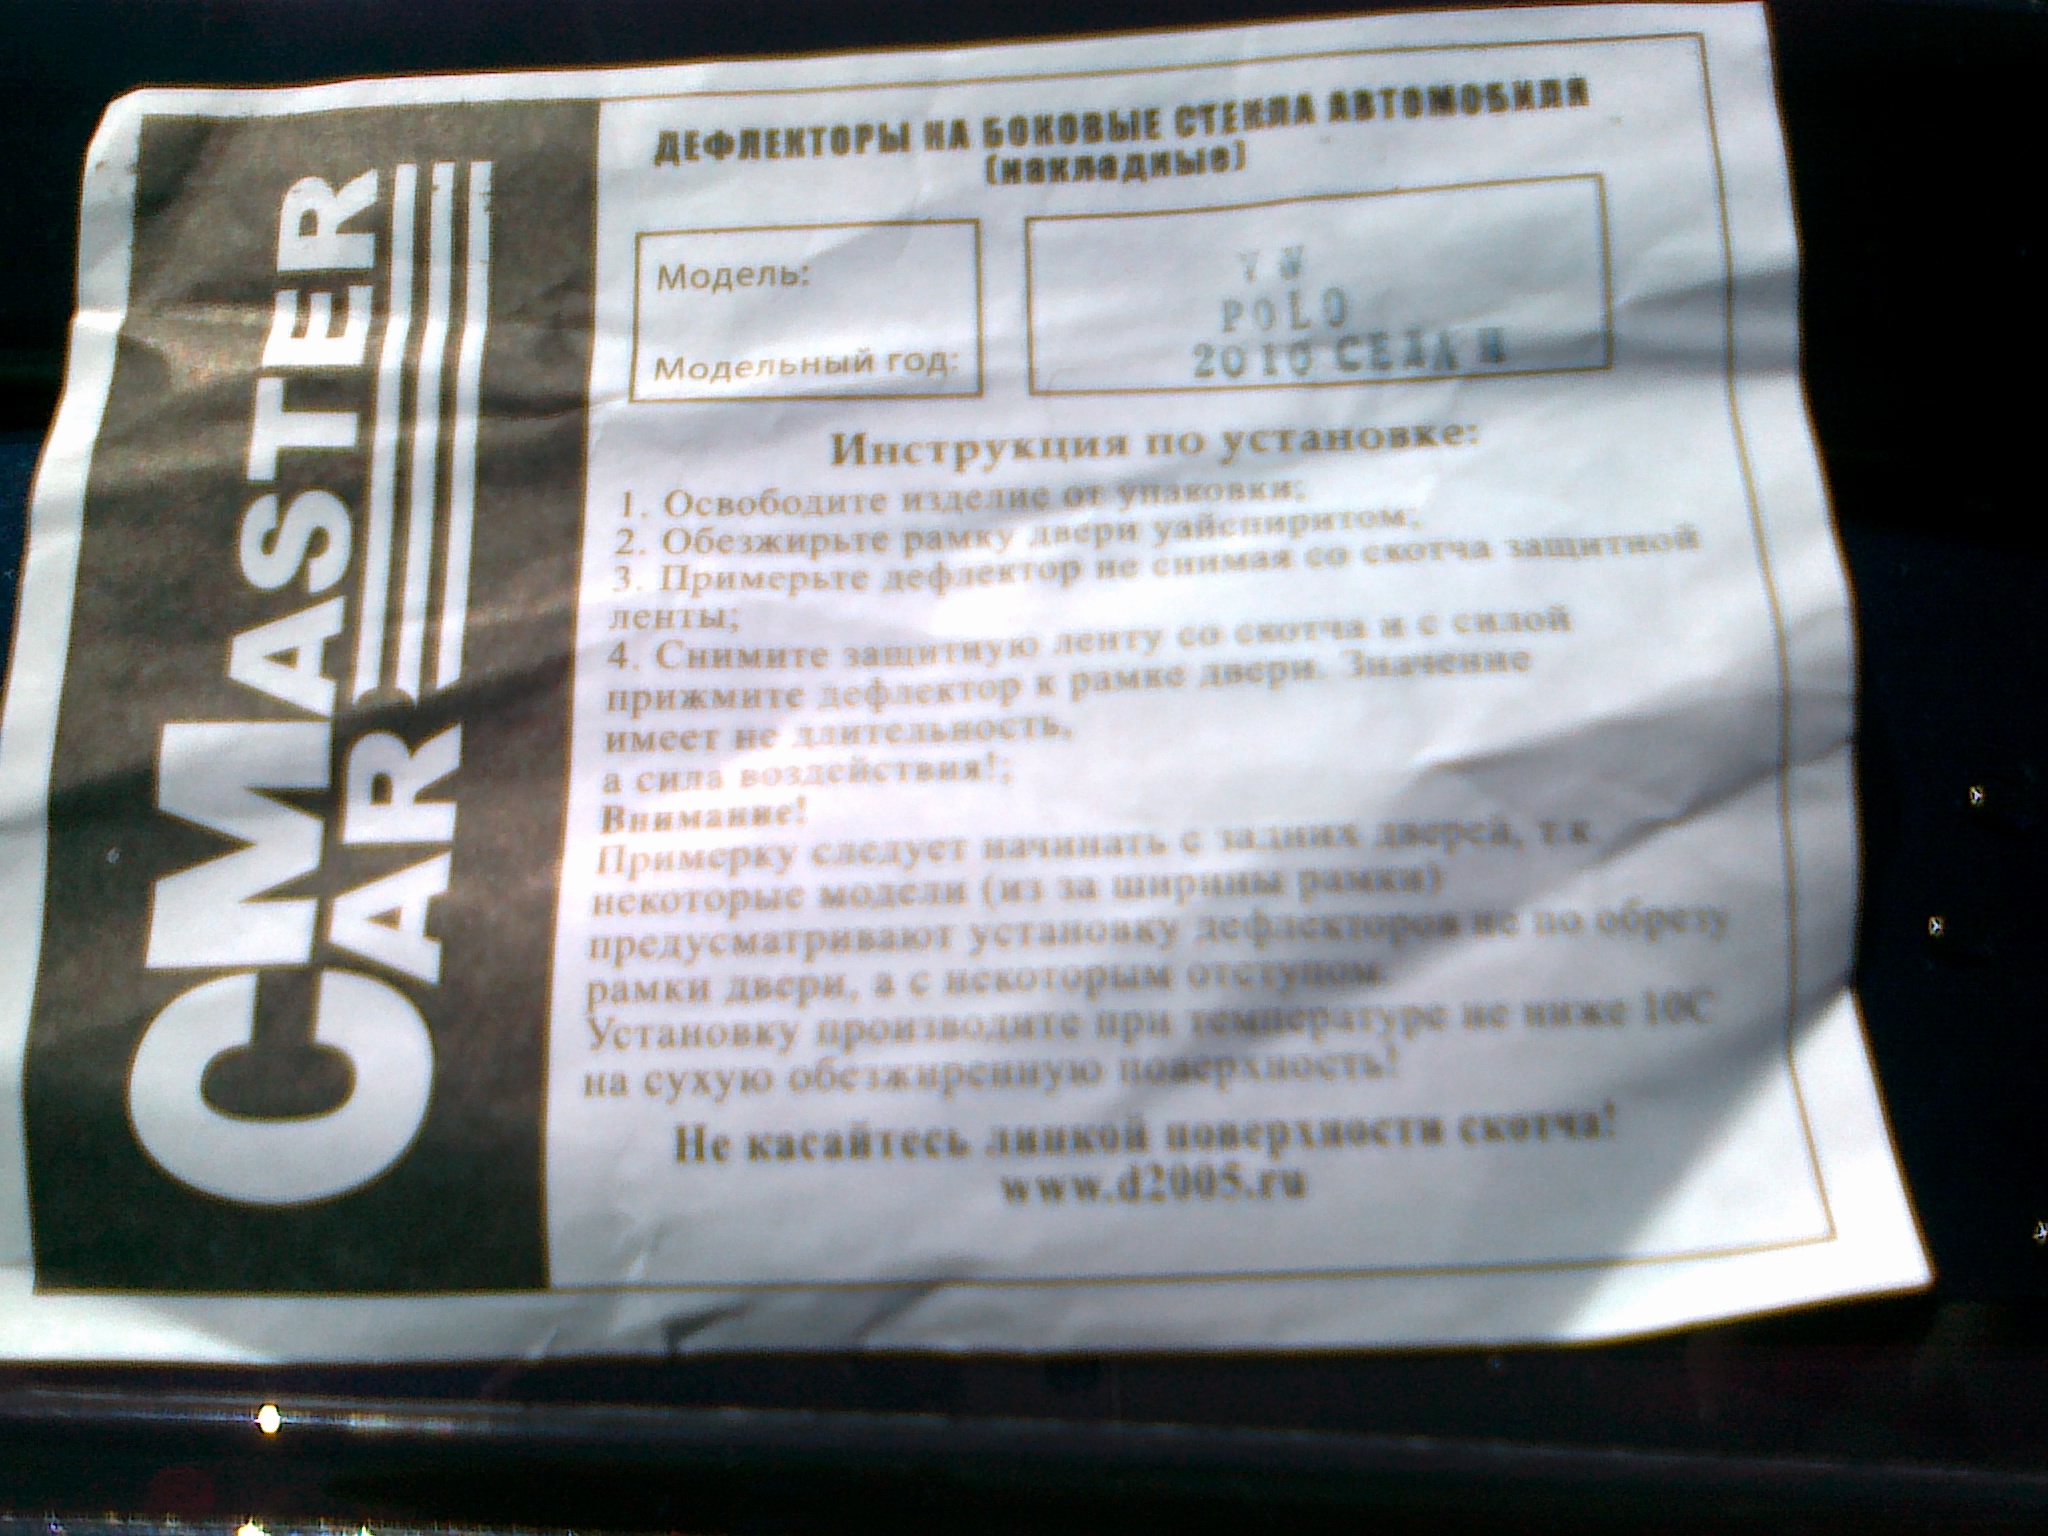 CMASTER
CAR
ДЕФЛЕКТОРЫ НА БОКОВЫЕ СТЕКЛА АВТОМОБИЛЯ
(накладные)
Модель:
Модельный год:
VW
POLO
2010 СЕДАН
Инструкция по установке:
1. Освободите изделие от упаковки;
2. Обезжирьте рамку двери уайспиритом;
3. Примерьте дефлектор не снимая со скотча защитной
ленты;
4. Снимите защитную ленту со скотча и с силой
прижмите дефлектор к рамке двери. Значение
имеет не длительность,
а сила воздействия!;
Внимание!
Примерку следует начинать с задних дверей, т.к.
некоторые модели (из за ширины рамки)
предусматривают установку дефлекторов не по обрезу
рамки двери, а с некоторым отступом.
Установку производите при температуре не ниже 10С
на сухую обезжиренную поверхность!
Не касайтесь липкой поверхности скотча!
www.d2005.ru